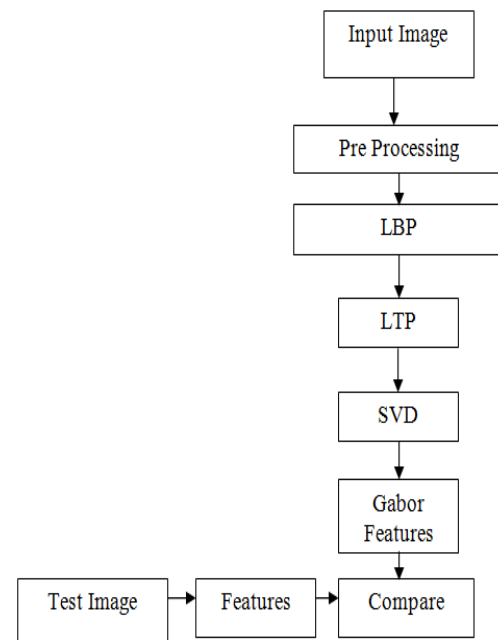 Input Image
Pre Processing
LBP
LTP
SVD
Gabor
Features
Test Image
Features
Compare